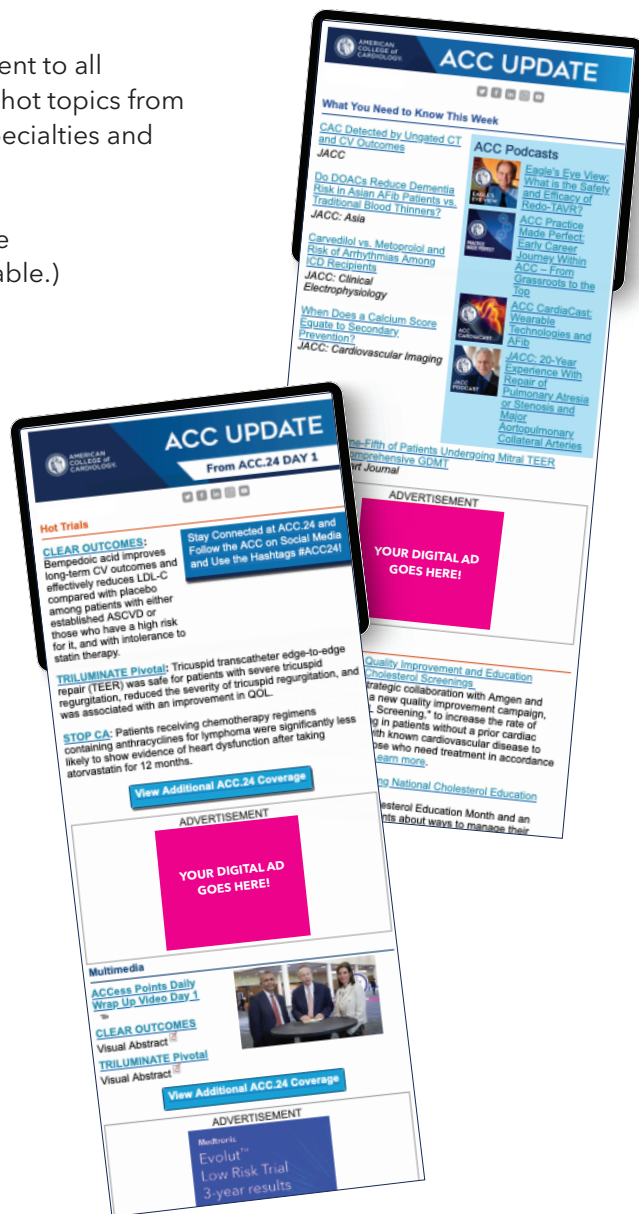 ent to all
hot topics from
ecialties and
e
able.)
AMERICAN
COLLEGE of
CARDIOLOGY
ACC UPDATE
What You Need to Know This Week
CAC Detected by Ungated CT
and CV Outcomes
JACC
Do DOACs Reduce Dementia
Risk in Asian AFib Patients vs.
Traditional Blood Thinners?
JACC: Asia
Carvedilol vs. Metoprolol and
Risk of Arrhythmias Among
ICD Recipients
JACC: Clinical
Electrophysiology
When Does a Calcium Score
Equate to Secondary
Prevention?
JACC: Cardiovascular Imaging
ACC Podcasts
EAGLE'S
EYE VIEW
Eagle's Eye View:
What is the Safety
and Efficacy of
Redo-TAVR?
PRACTICE
MADE PERFECT
ACC Practice
Made Perfect:
Early Career
Journey Within
ACC – From
Grassroots to the
Top
ACC
CARDIACAST
ACC CardiaCast:
Wearable
Technologies and
AFib
JACC
PODCAST
JACC: 20-Year
Experience With
Repair of
Pulmonary Atresia
or Stenosis and
Major
Aortopulmonary
Collateral Arteries
ne-Fifth of Patients Undergoing Mitral TEER
omprehensive GDMT
art Journal
ADVERTISEMENT
YOUR DIGITAL AD
GOES HERE!
Quality Improvement and Education
Cholesterol Screenings
trategic collaboration with Amgen and
a new quality improvement campaign,
L Screening," to increase the rate of
ng in patients without a prior cardiac
ith known cardiovascular disease to
ose who need treatment in accordance
Learn more.
ng National Cholesterol Education
esterol Education Month and an
nts about ways to manage their
AMERICAN
COLLEGE of
CARDIOLOGY
ACC UPDATE
From ACC.24 DAY 1
Hot Trials
CLEAR OUTCOMES:
Bempedoic acid improves
long-term CV outcomes and
effectively reduces LDL-C
compared with placebo
among patients with either
established ASCVD or
those who have a high risk
for it, and with intolerance to
statin therapy.
Stay Connected at ACC.24 and
Follow the ACC on Social Media
and Use the Hashtags #ACC24!
TRILUMINATE Pivotal: Tricuspid transcatheter edge-to-edge
repair (TEER) was safe for patients with severe tricuspid
regurgitation, reduced the severity of tricuspid regurgitation, and
was associated with an improvement in QOL.
STOP CA: Patients receiving chemotherapy regimens
containing anthracyclines for lymphoma were significantly less
likely to show evidence of heart dysfunction after taking
atorvastatin for 12 months.
View Additional ACC.24 Coverage
ADVERTISEMENT
YOUR DIGITAL AD
GOES HERE!
Multimedia
ACCess Points Daily
Wrap Up Video Day 1
CLEAR OUTCOMES
Visual Abstract
TRILUMINATE Pivotal
Visual Abstract
View Additional ACC.24 Coverage
ADVERTISEMENT
Medtronic
Evolut™
Low Risk Trial
3-year results